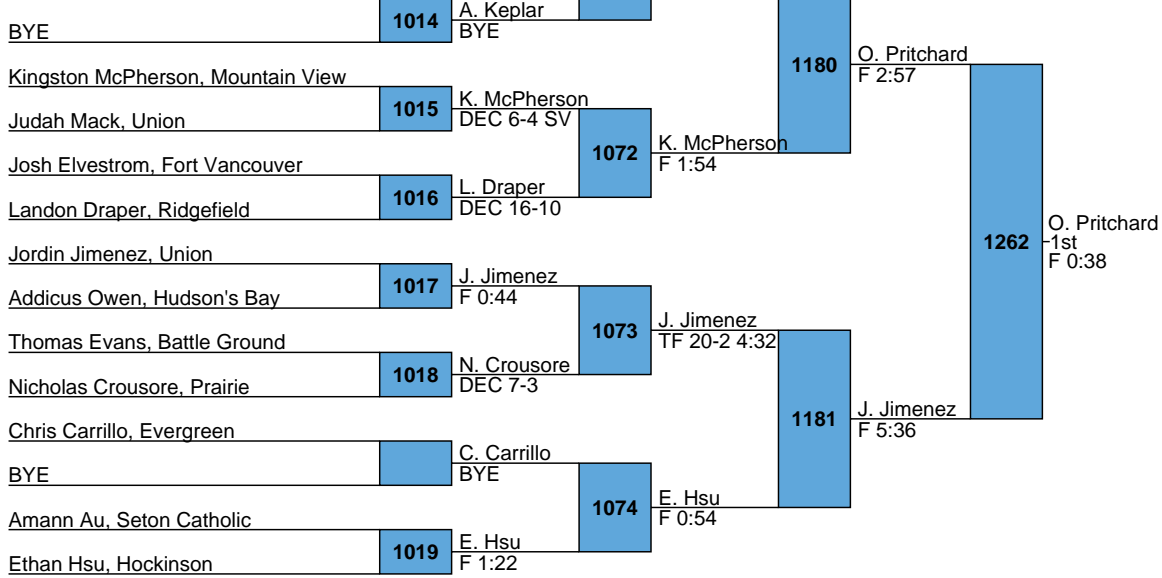 BYE
1014
A. Keplar
BYE
Kingston McPherson, Mountain View
1015
Judah Mack, Union
K. McPherson
DEC 6-4 SV
Josh Elvestrom, Fort Vancouver
1016
Landon Draper, Ridgefield
L. Draper
DEC 16-10
1072
K. McPherson
F 1:54
1180
O. Pritchard
F 2:57
Jordin Jimenez, Union
1017
Addicus Owen, Hudson's Bay
J. Jimenez
F 0:44
Thomas Evans, Battle Ground
1018
Nicholas Crousore, Prairie
N. Crousore
DEC 7-3
1073
J. Jimenez
TF 20-2 4:32
Chris Carrillo, Evergreen
BYE
C. Carrillo
BYE
Amann Au, Seton Catholic
1019
Ethan Hsu, Hockinson
E. Hsu
F 1:22
1074
E. Hsu
F 0:54
1181
J. Jimenez
F 5:36
1262
O. Pritchard
1st
F 0:38